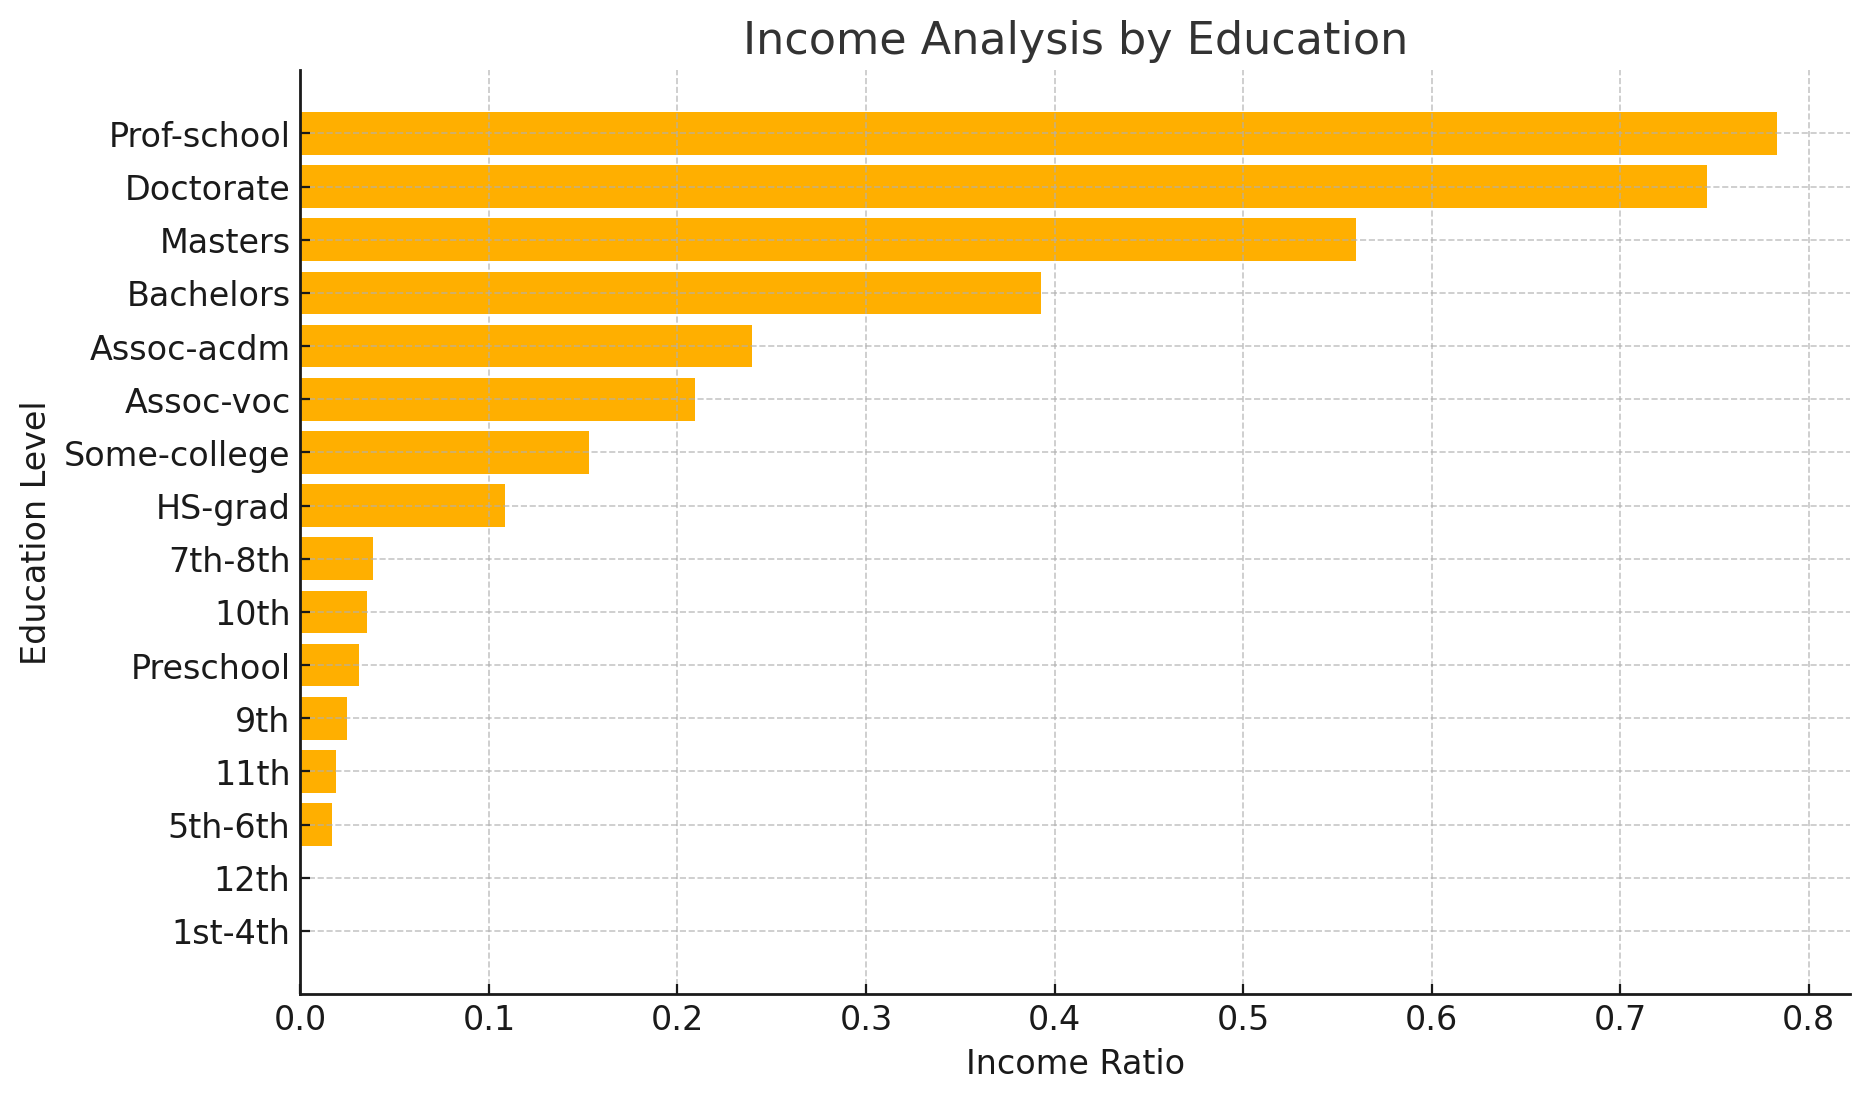 Income Analysis by Education
Education Level
Prof-school
Doctorate
Masters
Bachelors
Assoc-acdm
Assoc-voc
Some-college
HS-grad
7th-8th
10th
Preschool
9th
11th
5th-6th
12th
1st-4th
0.0 0.1 0.2 0.3 0.4 0.5 0.6 0.7 0.8
Income Ratio